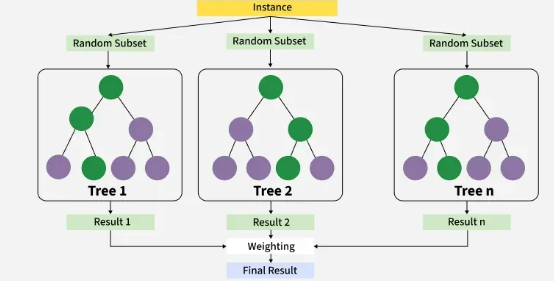 Instance
Random Subset
Random Subset
Random Subset
Tree 1
Tree 2
Tree n
Result 1
Result 2
Result n
Weighting
Final Result